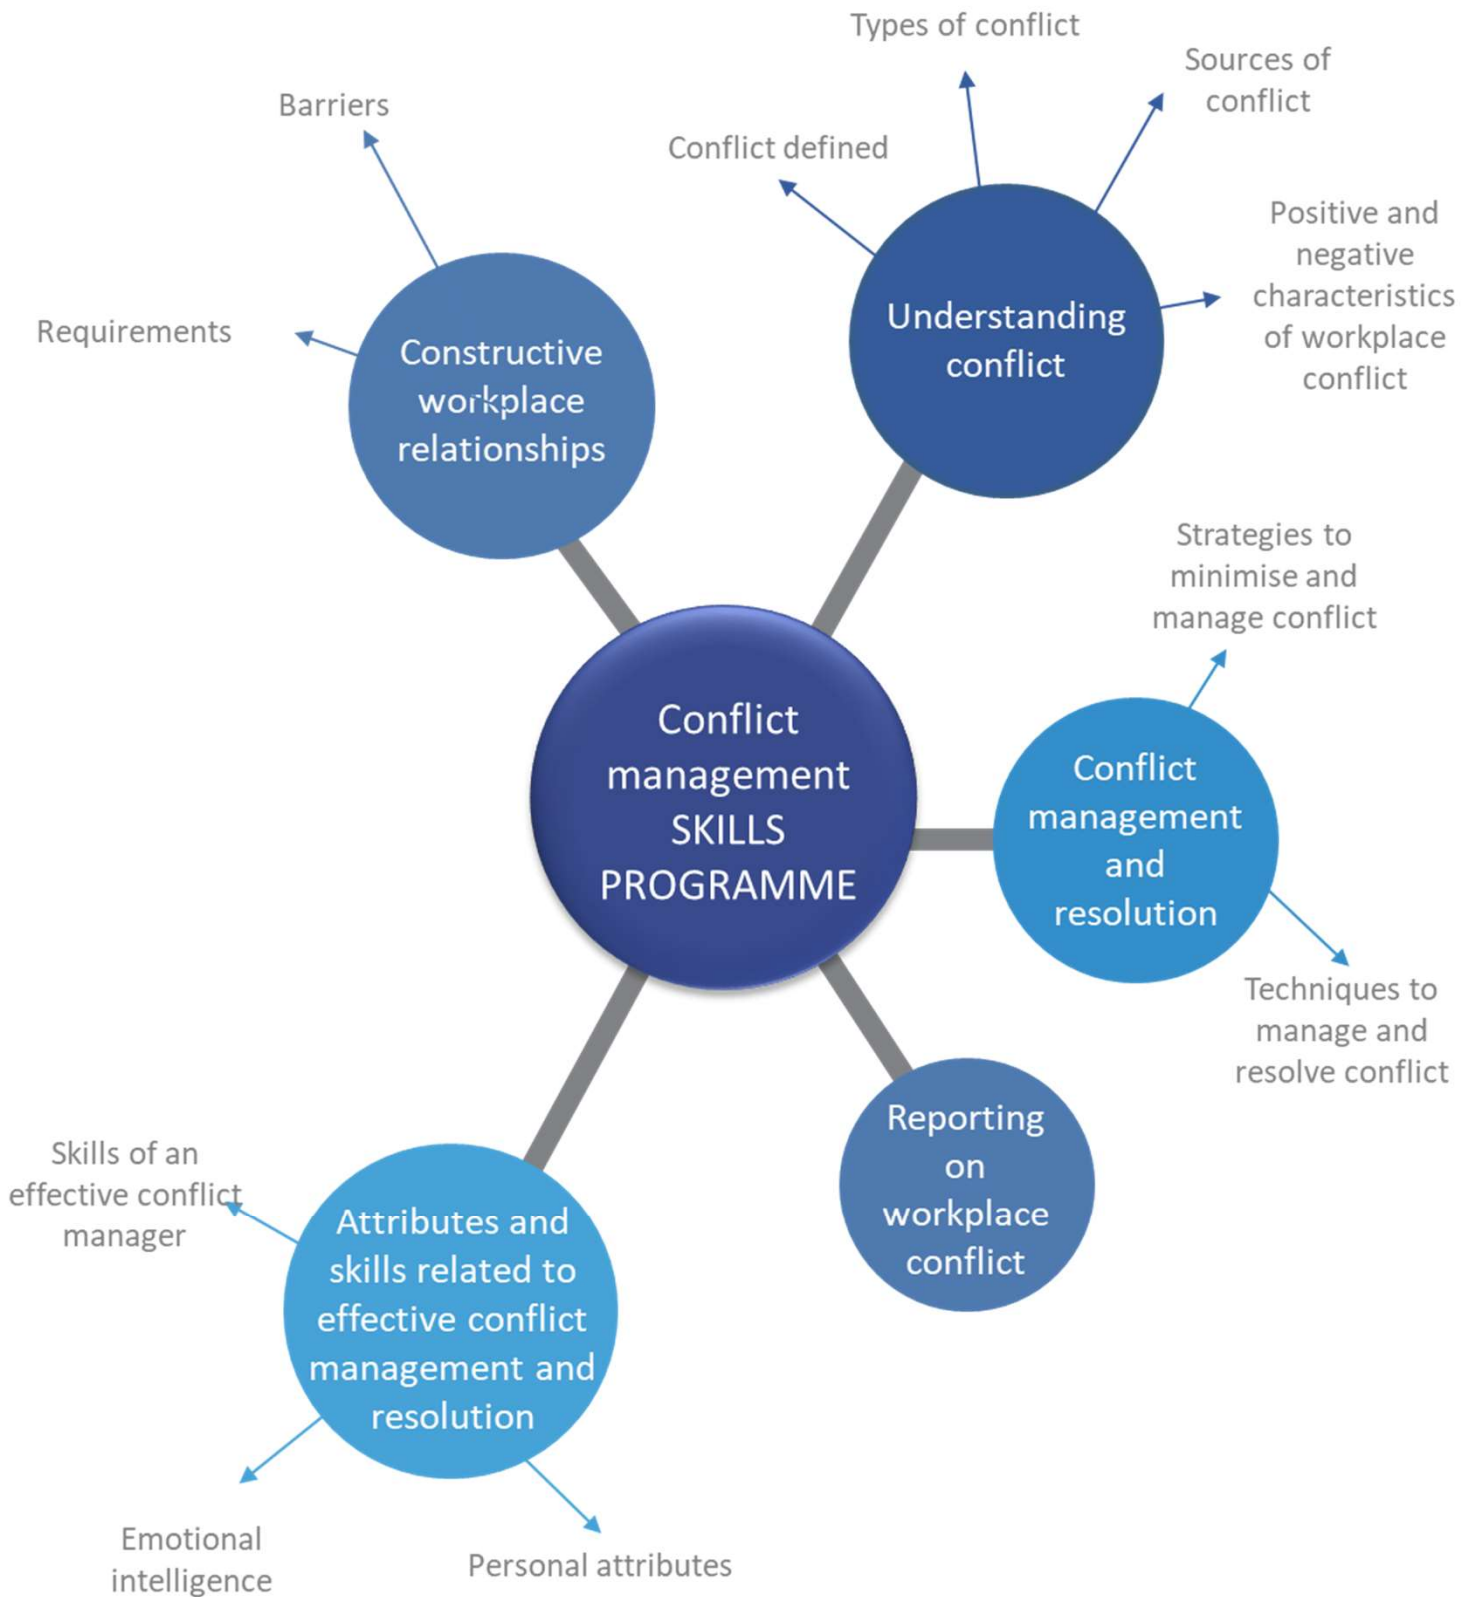 Types of conflict
Sources of
conflict
Barriers
Conflict defined
Positive and
negative
characteristics
of workplace
conflict
Understanding
conflict
Requirements
Constructive
workplace
relationships
Strategies to
minimise and
manage conflict
Conflict
management
SKILLS
PROGRAMME
Conflict
management
and
resolution
Techniques to
manage and
resolve conflict
Reporting
on
workplace
conflict
Skills of an
effective conflict
manager
Attributes and
skills related to
effective conflict
management and
resolution
Emotional
intelligence
Personal attributes